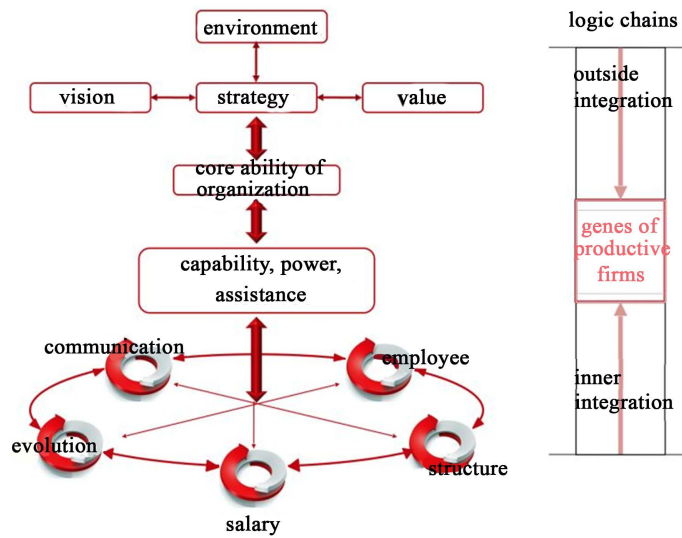 environment
logic chains
vision
strategy
value
outside
integration
core ability of
organization
genes of
productive
firms
capability, power,
assistance
communication
employee
inner
integration
evolution
structure
salary